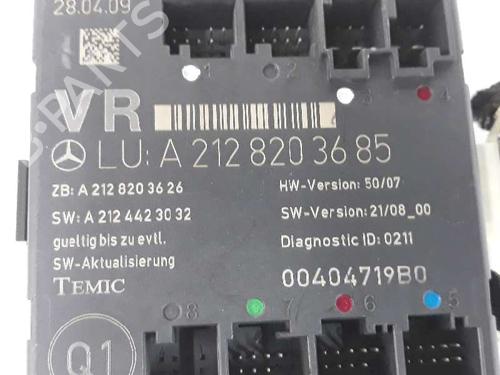 28.04.09
1 2 3 4
VR
LU: A 212 820 36 85
ZB: A 212 820 36 26
HW-Version: 50/07
SW: A 212 442 30 32
SW-Version: 21/08_00
gueltig bis zu evtl.
Diagnostic ID: 0211
SW-Aktualisierung
TEMIC
00404719B0
8 7 6 5
Q1
B-PARTS